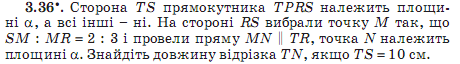 3.36°. Сторона TS прямокутника TPRS належить площи-
ні α, а всі інші – ні. На стороні RS вибрали точку M так, що
SM : MR = 2 : 3 і провели пряму MN || TR, точка N належить
площині α. Знайдіть довжину відрізка TN, якщо TS = 10 см.